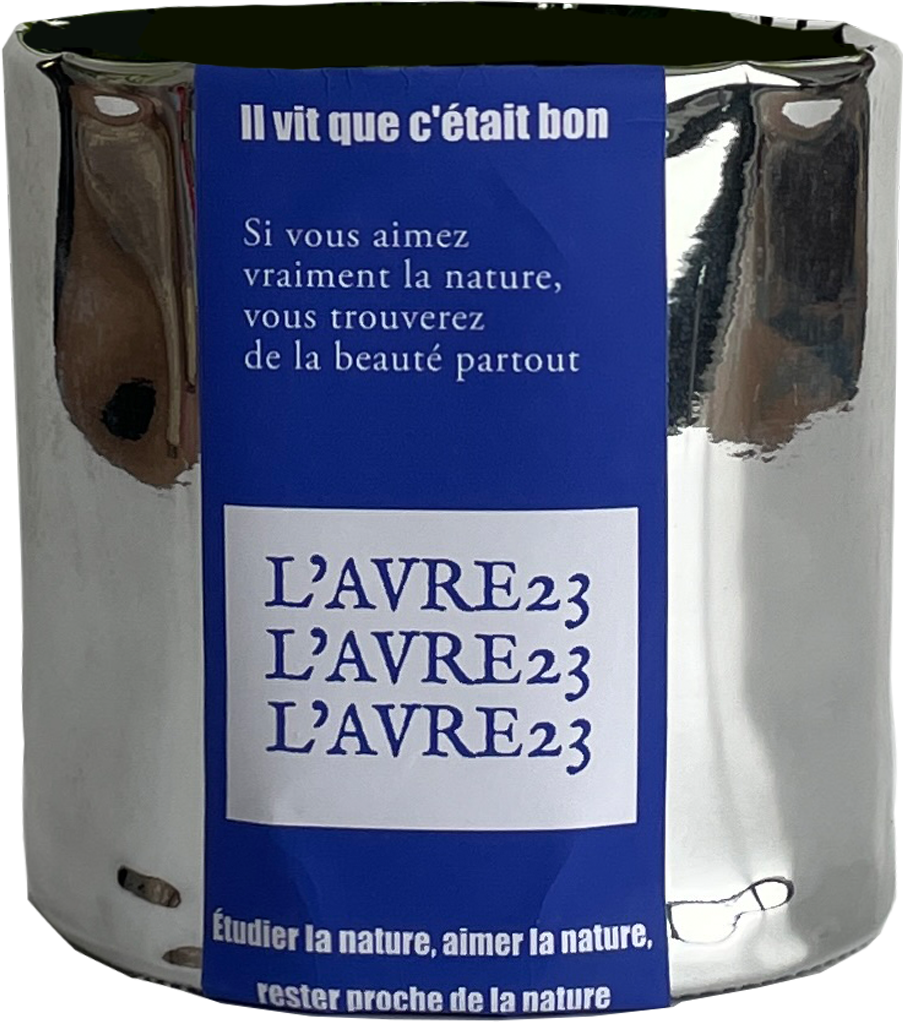 Il vit que c'était bon
Si vous aimez
vraiment la nature,
vous trouverez
de la beauté partout
L'AVRE23
L'AVRE23
L'AVRE23
Étudier la nature, aimer la nature,
rester proche de la nature